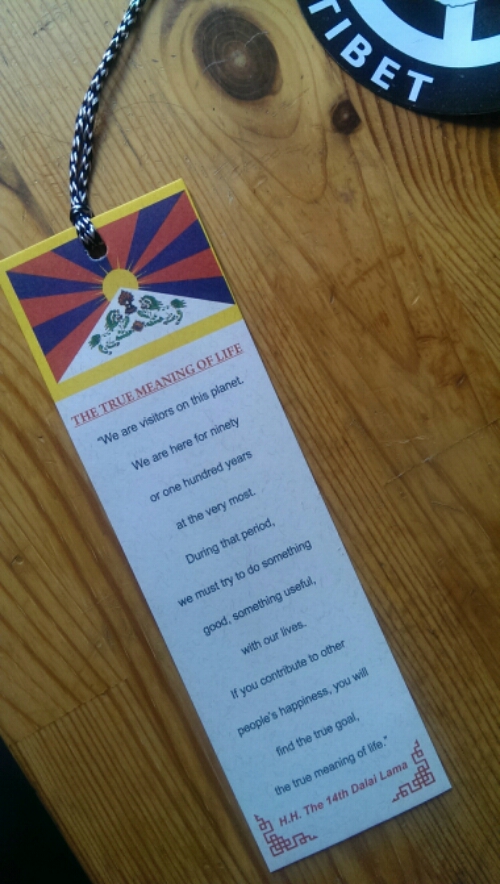 TIBET
THE TRUE MEANING OF LIFE
"We are visitors on this planet.
We are here for ninety
or one hundred years
at the very most.
During that period,
we must try to do something
good, something useful,
with our lives.
If you contribute to other
people's happiness, you will
find the true goal,
the true meaning of life."
H.H. The 14th Dalai Lama